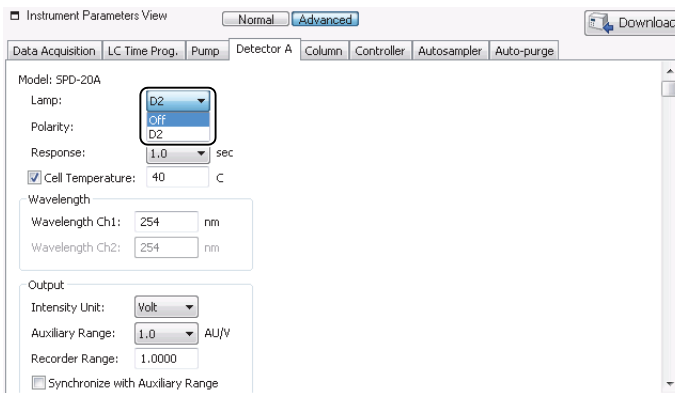 Instrument Parameters View Normal Advanced Download
Data Acquisition LC Time Prog. Pump Detector A Column Controller Autosampler Auto-purge
Model: SPD-20A
Lamp: D2
Off
Polarity:
D2
Response: 1.0 sec
Cell Temperature: 40 C
Wavelength
Wavelength Ch1: 254 nm
Wavelength Ch2: 254 nm
Output
Intensity Unit: Volt
Auxiliary Range: 1.0 AU/V
Recorder Range: 1.0000
Synchronize with Auxiliary Range